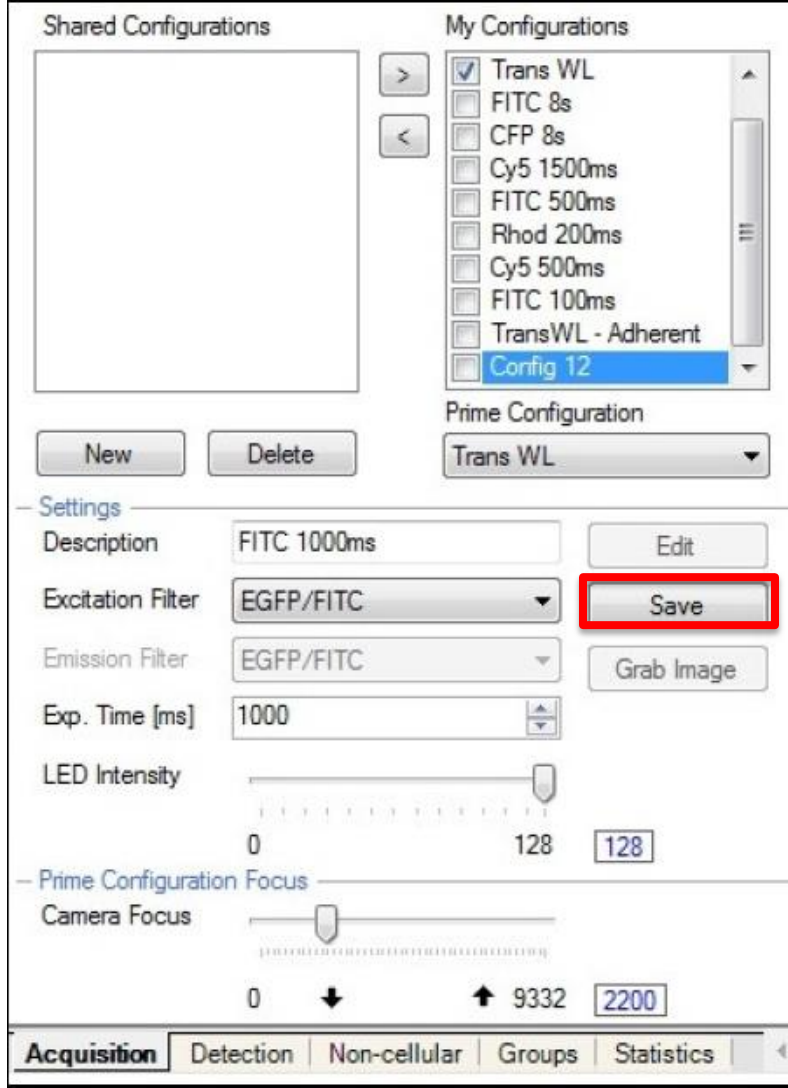 Shared Configurations
My Configurations
>
<
Trans WL
FITC 8s
CFP 8s
Cy5 1500ms
FITC 500ms
Rhod 200ms
Cy5 500ms
FITC 100ms
TransWL - Adherent
Config 12
New
Delete
Prime Configuration
Trans WL
Settings
Description
FITC 1000ms
Edit
Excitation Filter
EGFP/FITC
Save
Emission Filter
EGFP/FITC
Grab Image
Exp. Time [ms]
1000
LED Intensity
0
128
128
Prime Configuration Focus
Camera Focus
0
9332
2200
Acquisition
Detection
Non-cellular
Groups
Statistics